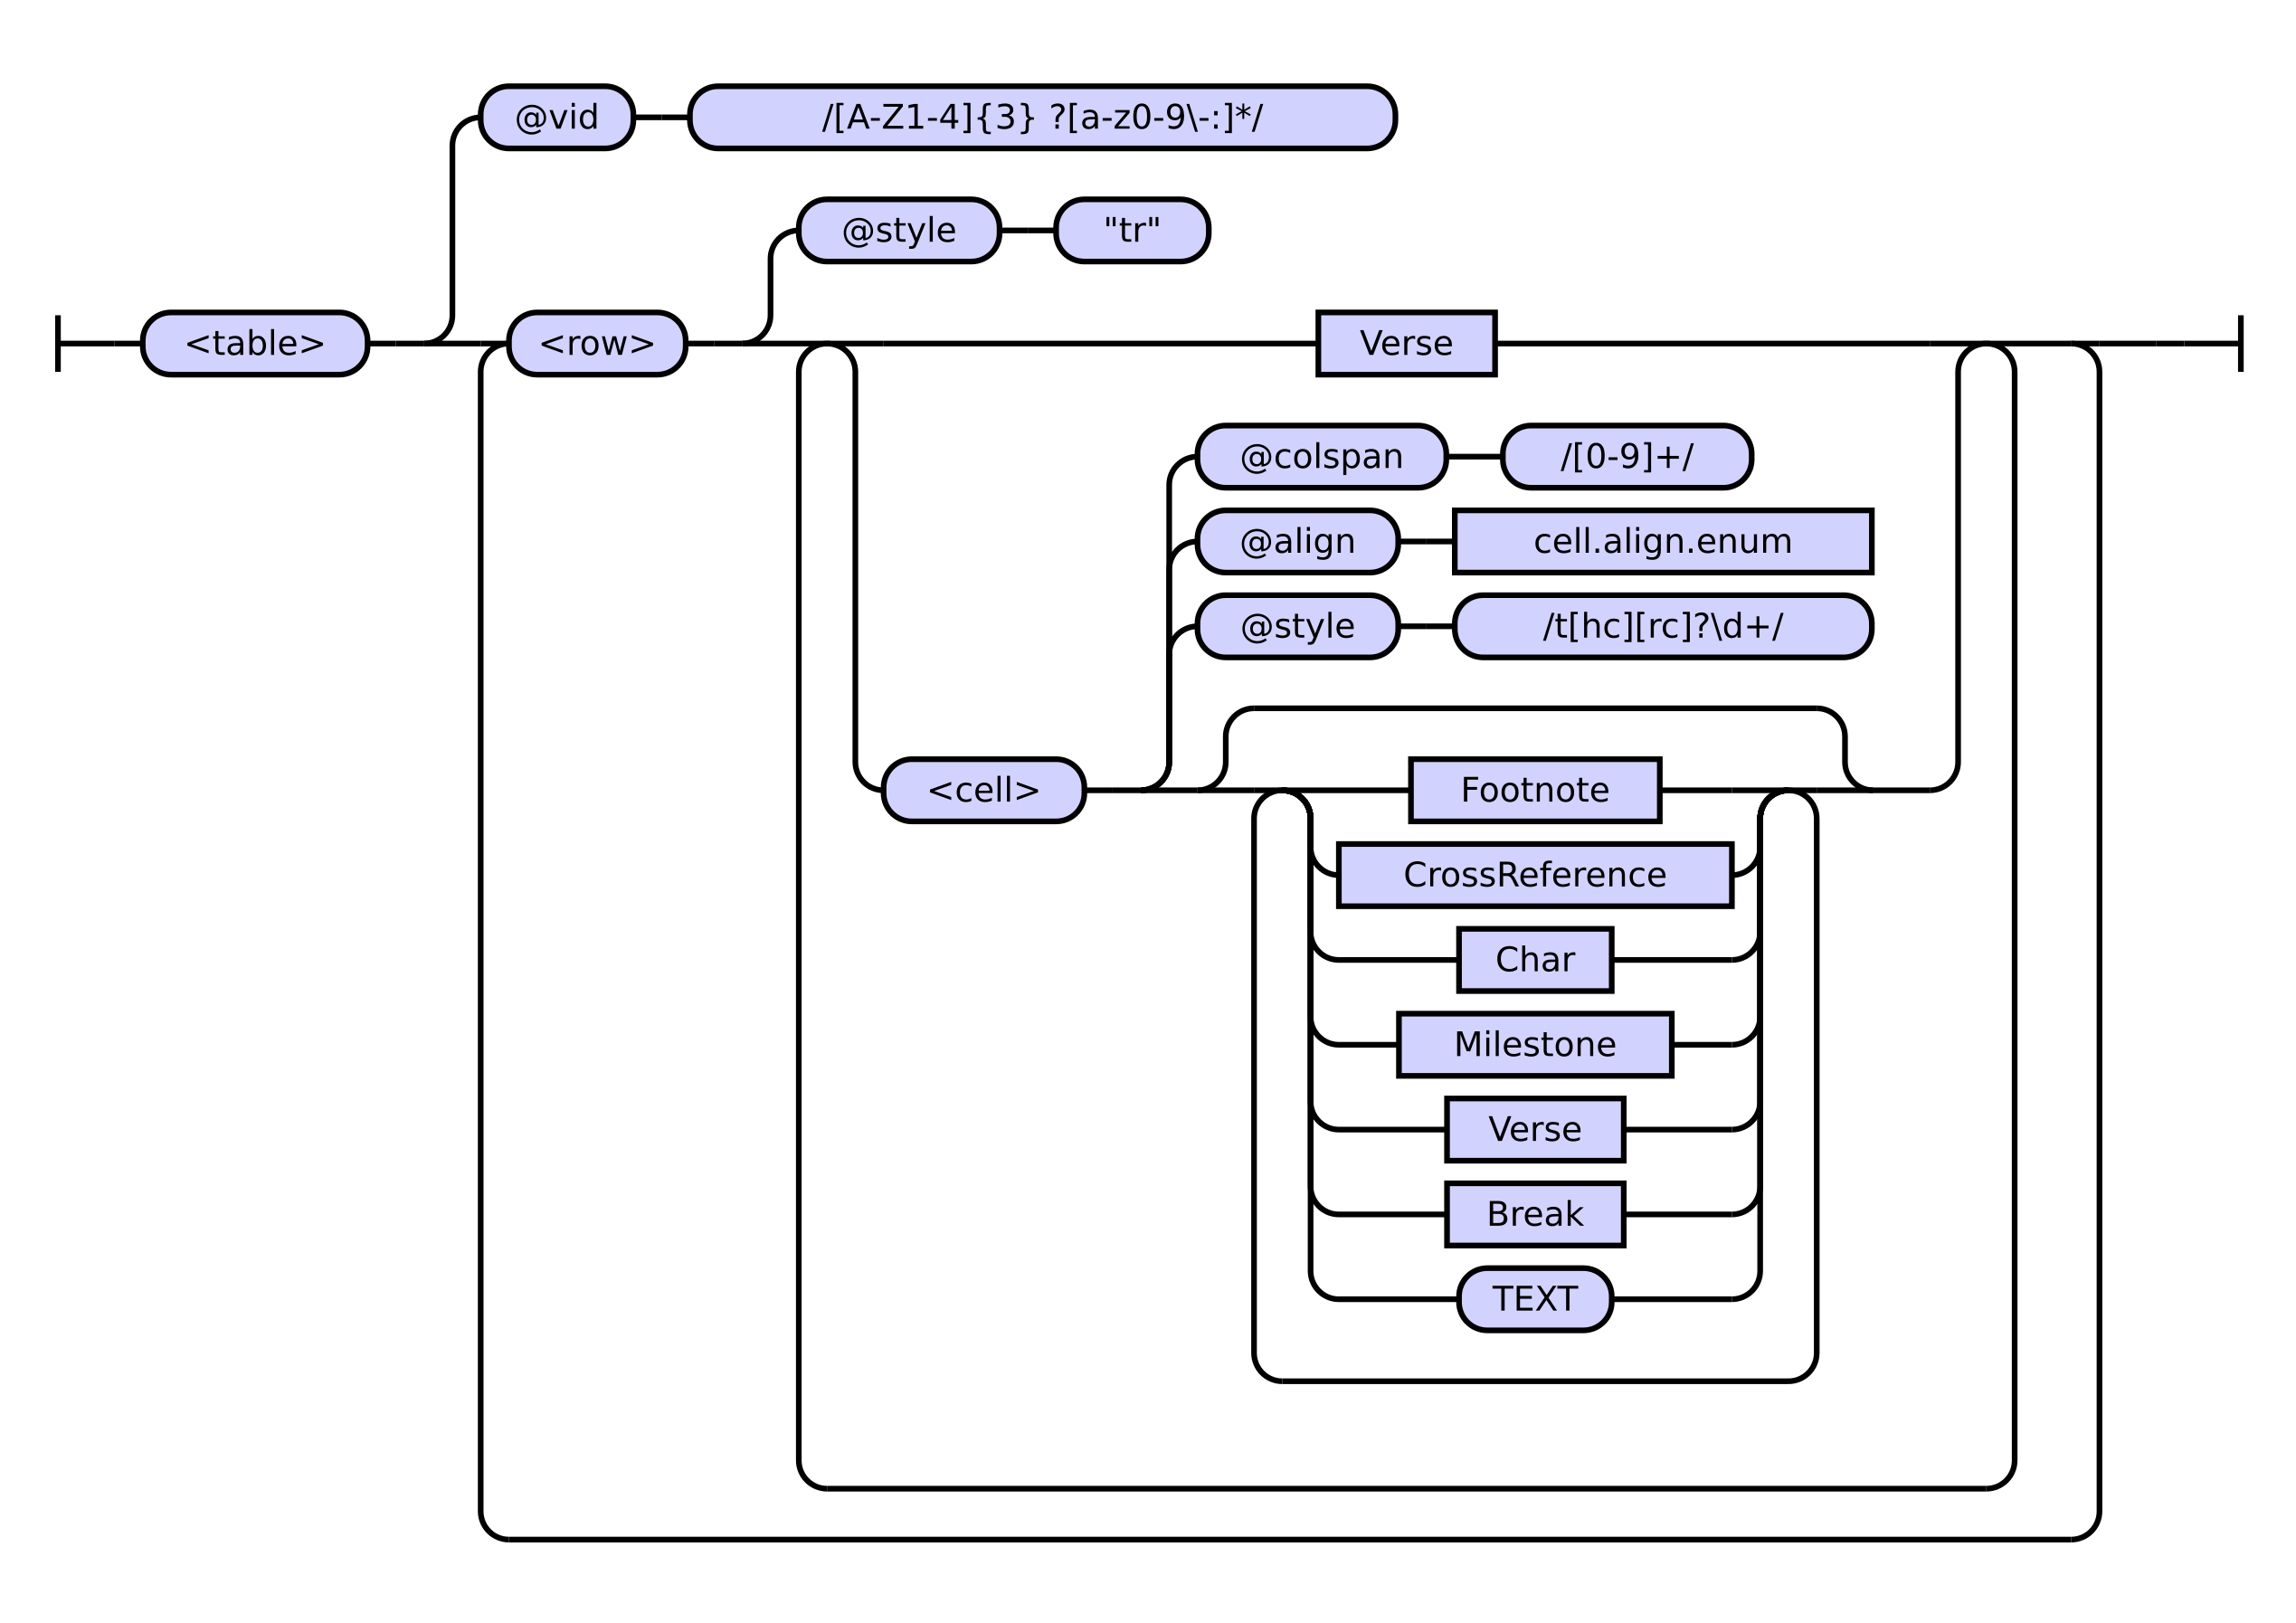 @vid /[A-Z1-4]{3} ?[a-z0-9\-:]*/
@style "tr"
<table> <row> Verse
@colspan /[0-9]+/
@align cell.align.enum
@style /t[hc][rc]?\d+/
<cell> Footnote
CrossReference
Char
Milestone
Verse
Break
TEXT